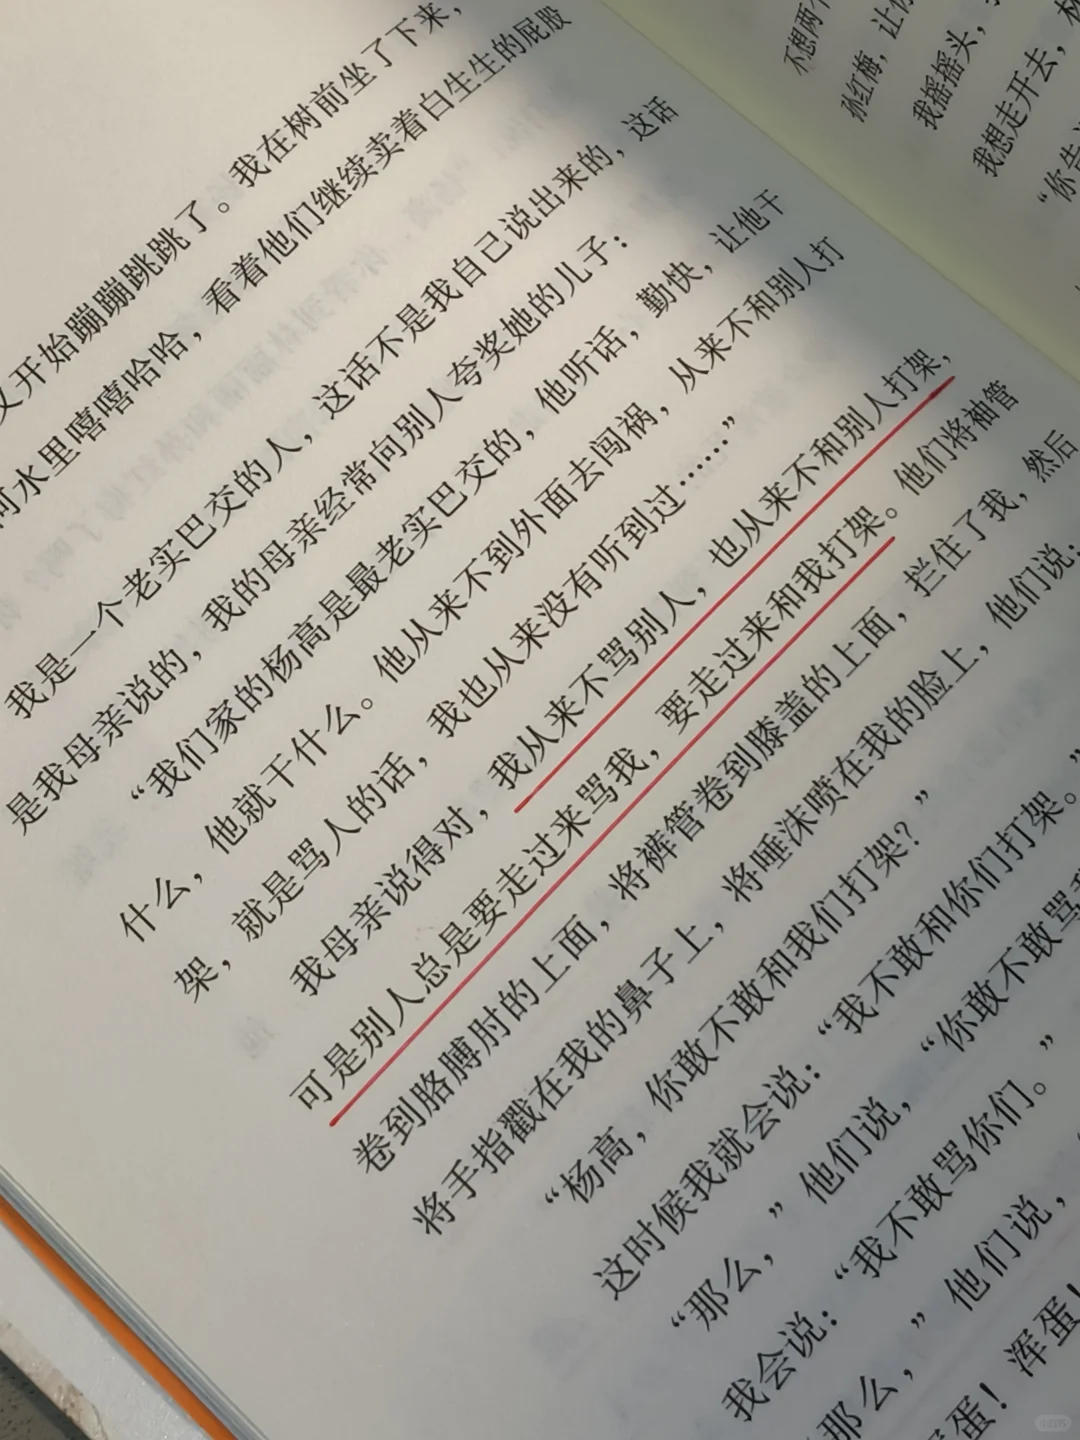 又开始蹦蹦跳跳了。我在树前坐了下来,
河水里嘻嘻哈哈，看着他们继续卖着白生生的屁股
我是一个老实巴交的人，这话不是我自己说出来的，这话
是我母亲说的，我的母亲经常向别人夸奖她的儿子：
“我们家的杨高是最老实巴交的，他听话，勤快，让他干
什么，他就干什么。他从来不到外面去闯祸，从来不和别人打
架，就是骂人的话，我也从来没有听到过……”
我母亲说得对，我从来不骂别人，也从来不和别人打架，
可是别人总是要走过来骂我，要走过来和我打架。他们将袖管
卷到胳膊肘的上面，将裤管卷到膝盖的上面，拦住了我，然后
将手指戳在我的鼻子上，将唾沫喷在我的脸上，他们说：
“杨高，你敢不敢和我们打架？”
这时候我就会说：“我不敢和你们打架。”
“那么，”他们说，“你敢不敢骂我
我会说：“我不敢骂你们。”
那么，”他们说，
蛋！浑蛋！
不想两个
孙红梅，让你
我摇摇头，
我想走开去，
“你告